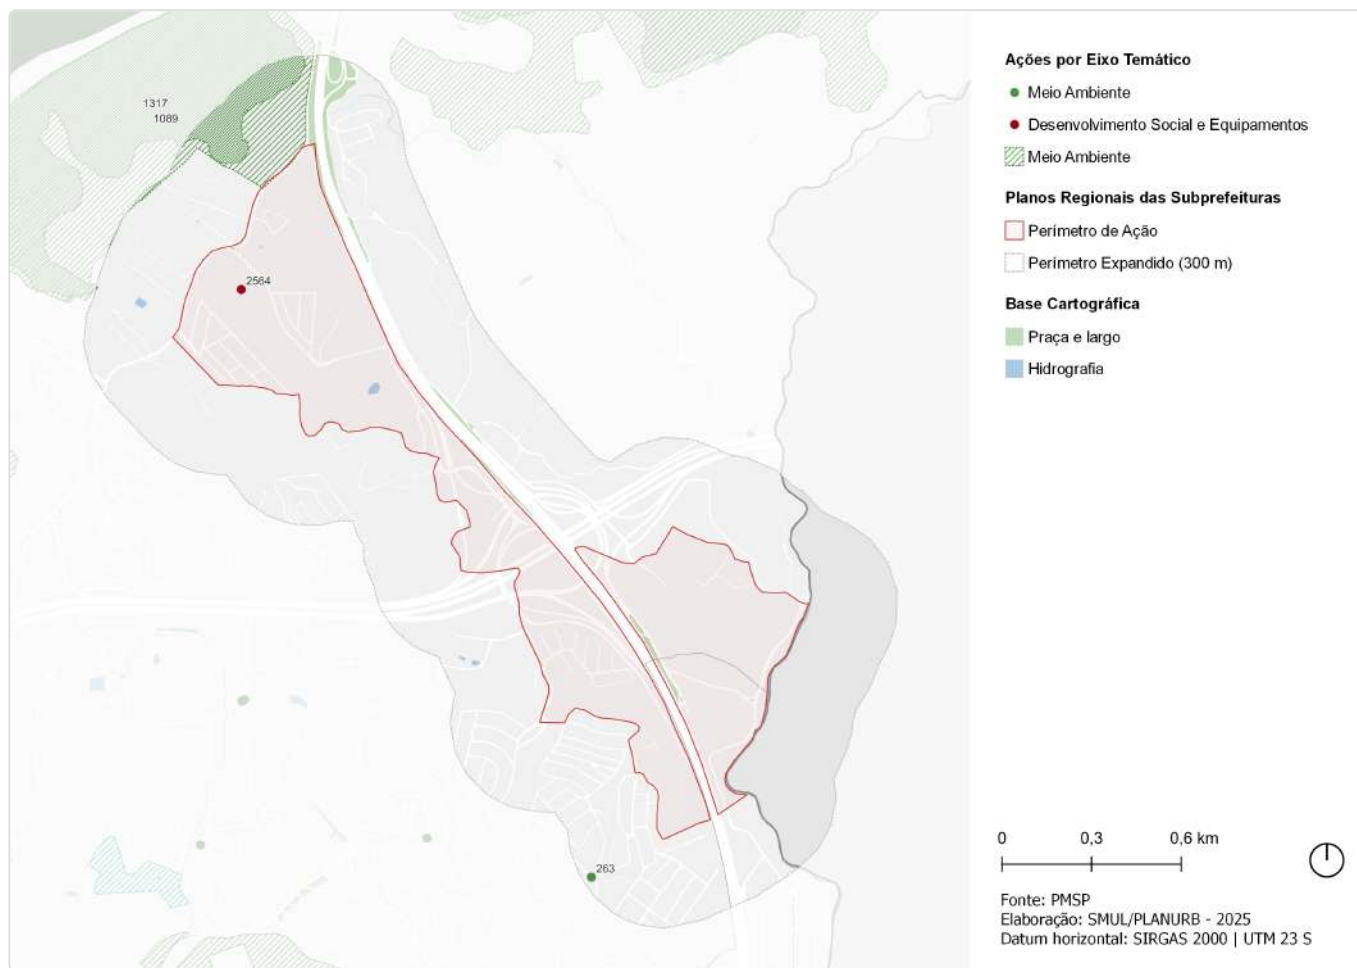 1317
1089
2564
263
Ações por Eixo Temático
Meio Ambiente
Desenvolvimento Social e Equipamentos
Meio Ambiente
Planos Regionais das Subprefeituras
Perímetro de Ação
Perímetro Expandido (300 m)
Base Cartográfica
Praça e largo
Hidrografia
0 0,3 0,6 km
Fonte: PMSP
Elaboração: SMUL/PLANURB - 2025
Datum horizontal: SIRGAS 2000 | UTM 23 S